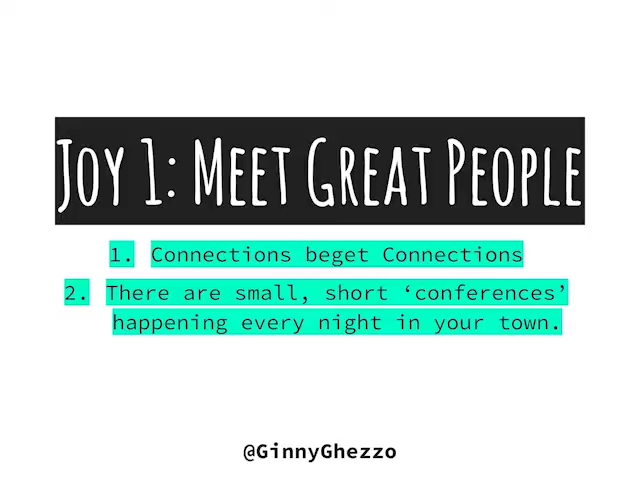 Joy 1: Meet Great People
1. Connections beget Connections
2. There are small, short ‘conferences’
happening every night in your town.
@GinnyGhezzo